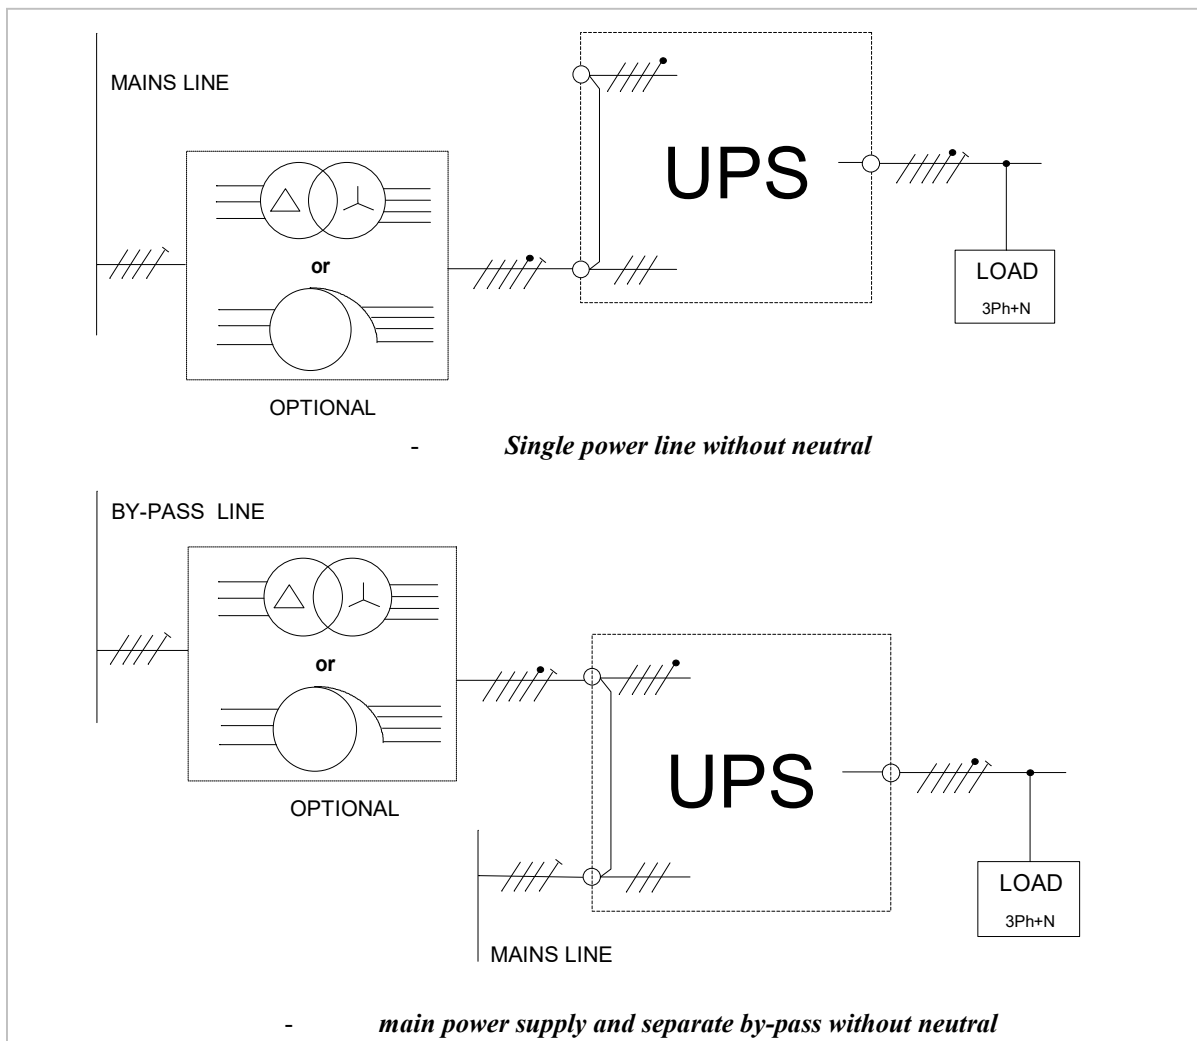 MAINS LINE
UPS
or
LOAD
3Ph+N
OPTIONAL
- Single power line without neutral
BY-PASS LINE
or
UPS
OPTIONAL
LOAD
3Ph+N
MAINS LINE
- main power supply and separate by-pass without neutral